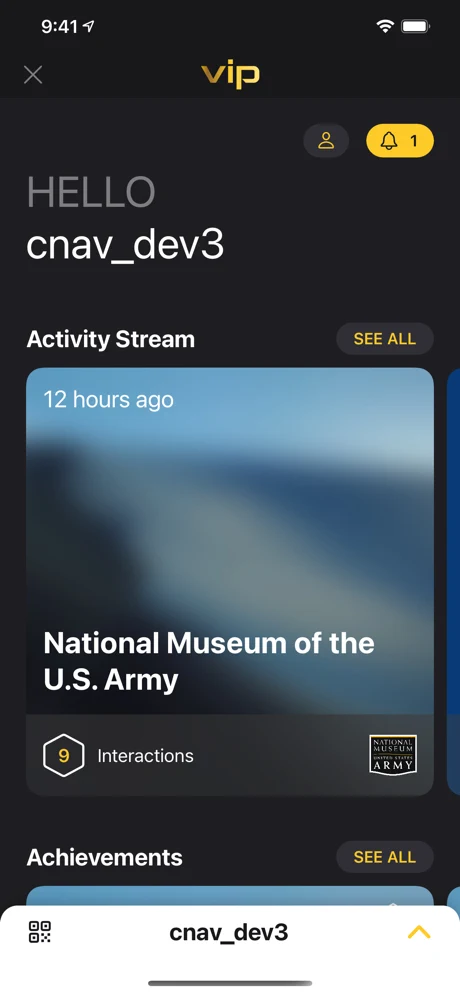 9:41
vip
1
HELLO
cnav_dev3
Activity Stream
SEE ALL
12 hours ago
National Museum of the
U.S. Army
9
Interactions
NATIONAL
MUSEUM
UNITED STATES
ARMY
Achievements
SEE ALL
cnav_dev3